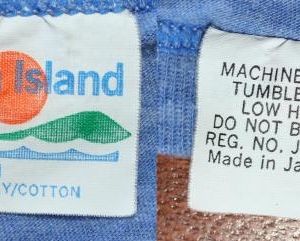 Island
Y/COTTON
MACHINE
TUMBLE
LOW H
DO NOT B
REG. NO. J
Made in Ja